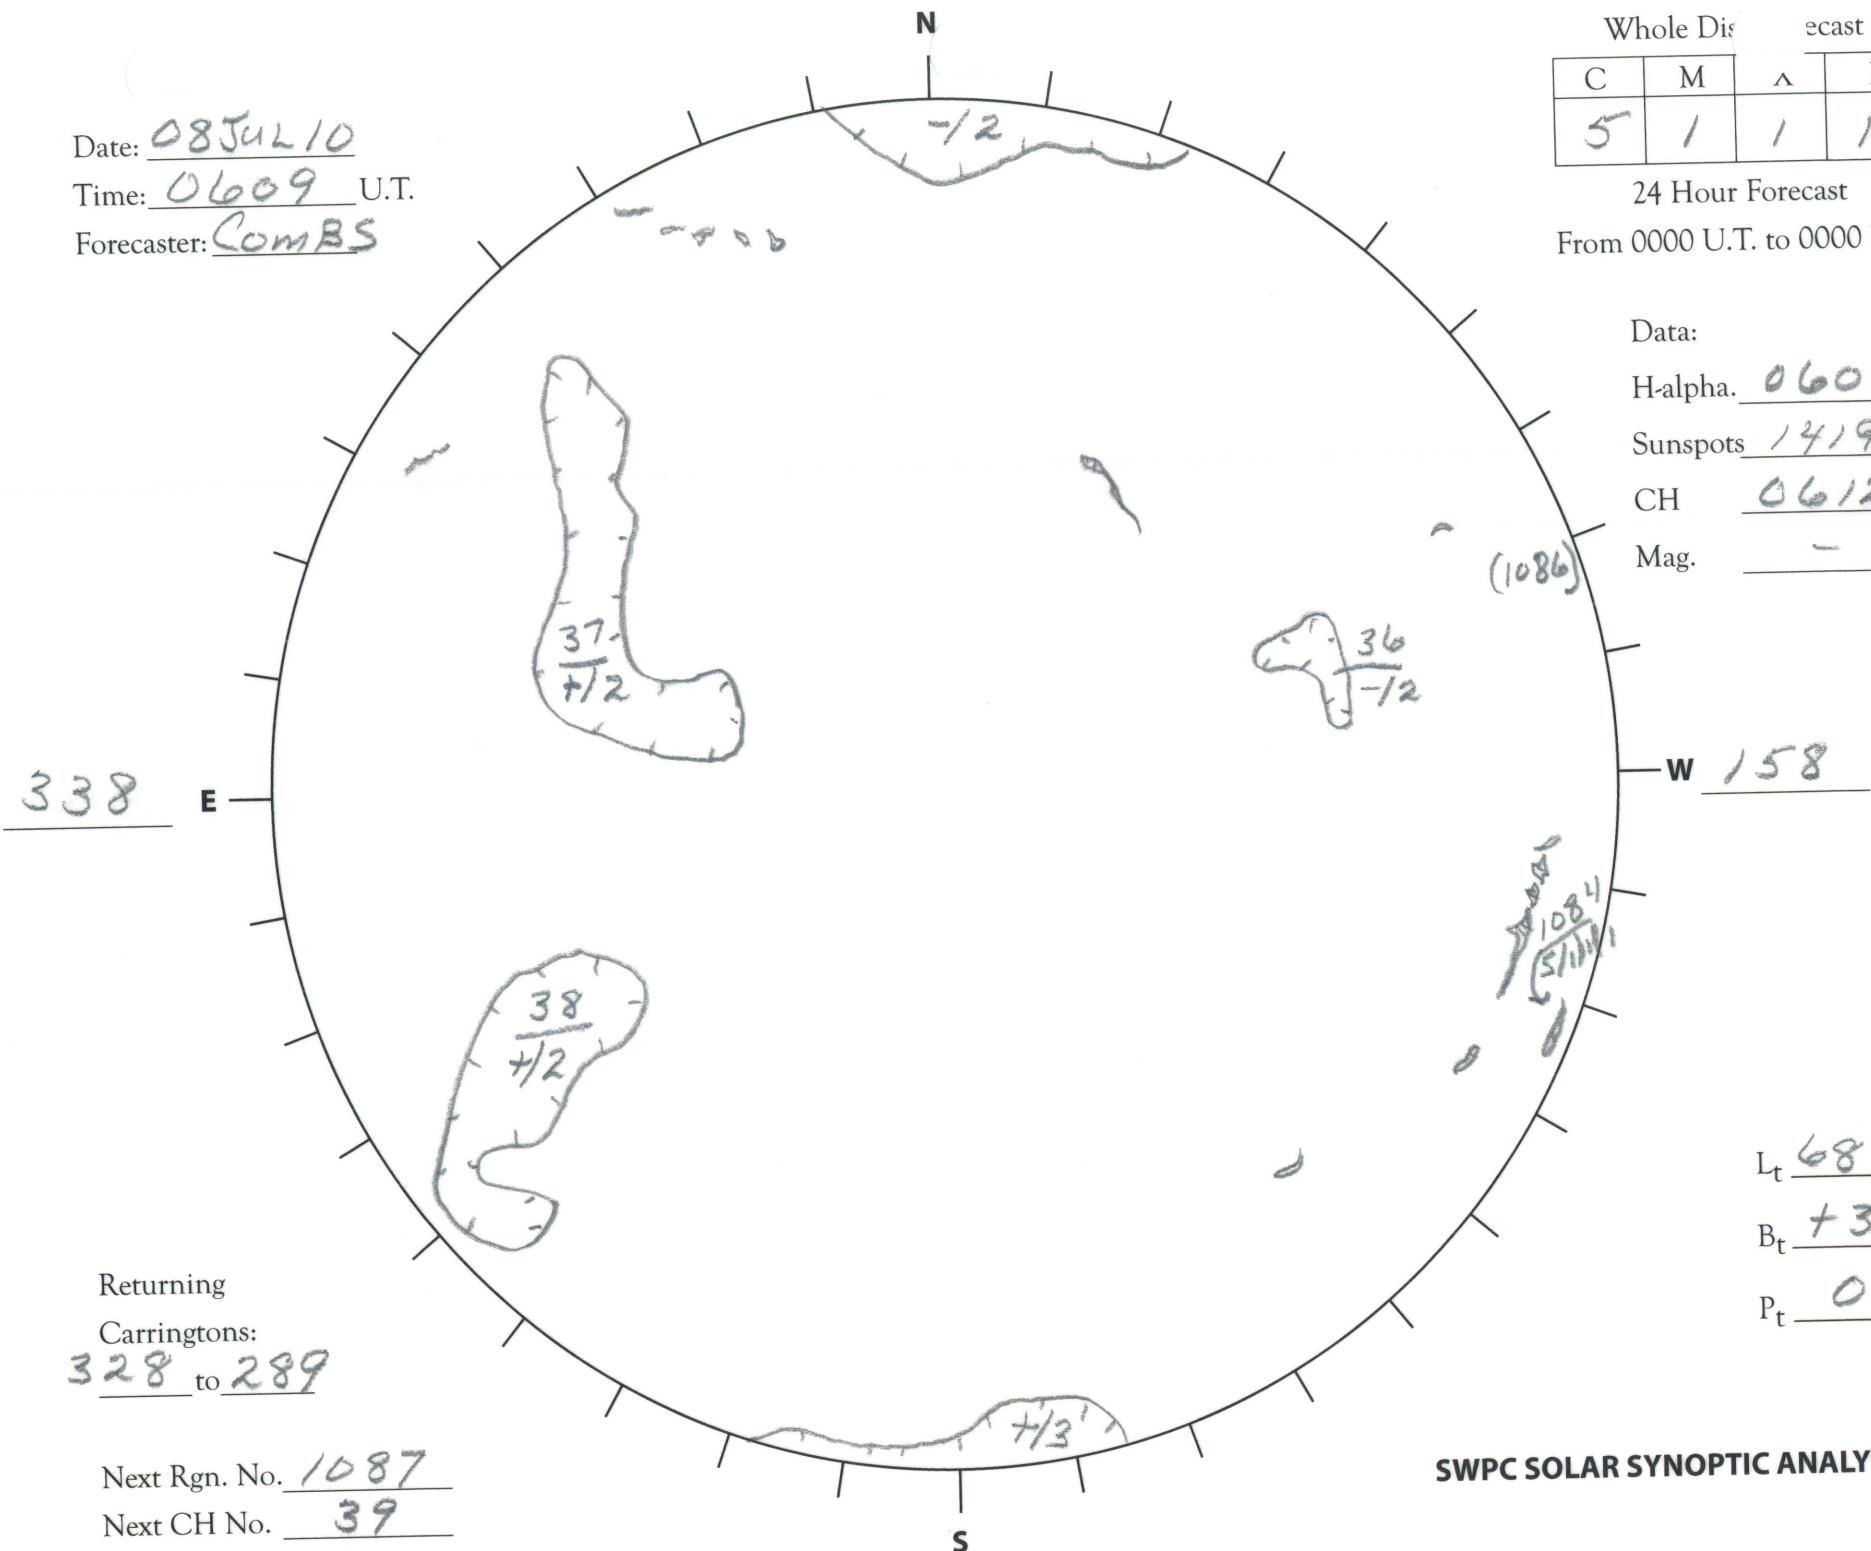 N
Whole Dis ecast
C M ^
5 1 1 1
24 Hour Forecast
From 0000 U.T. to 0000
Date: 08JUL10
Time: 0609 U.T.
Forecaster: COMBS
-/2
Data:
H-alpha. 060
Sunspots 1419
CH 0612
Mag. -
(1086)
37
+/2
36
-/2
338 E
W 158
1084
38
+/2
Lt 68
Bt +3
Pt 0
Returning
Carringtons:
328 to 289
+/3
Next Rgn. No. 1087
Next CH No. 39
S
SWPC SOLAR SYNOPTIC ANALY